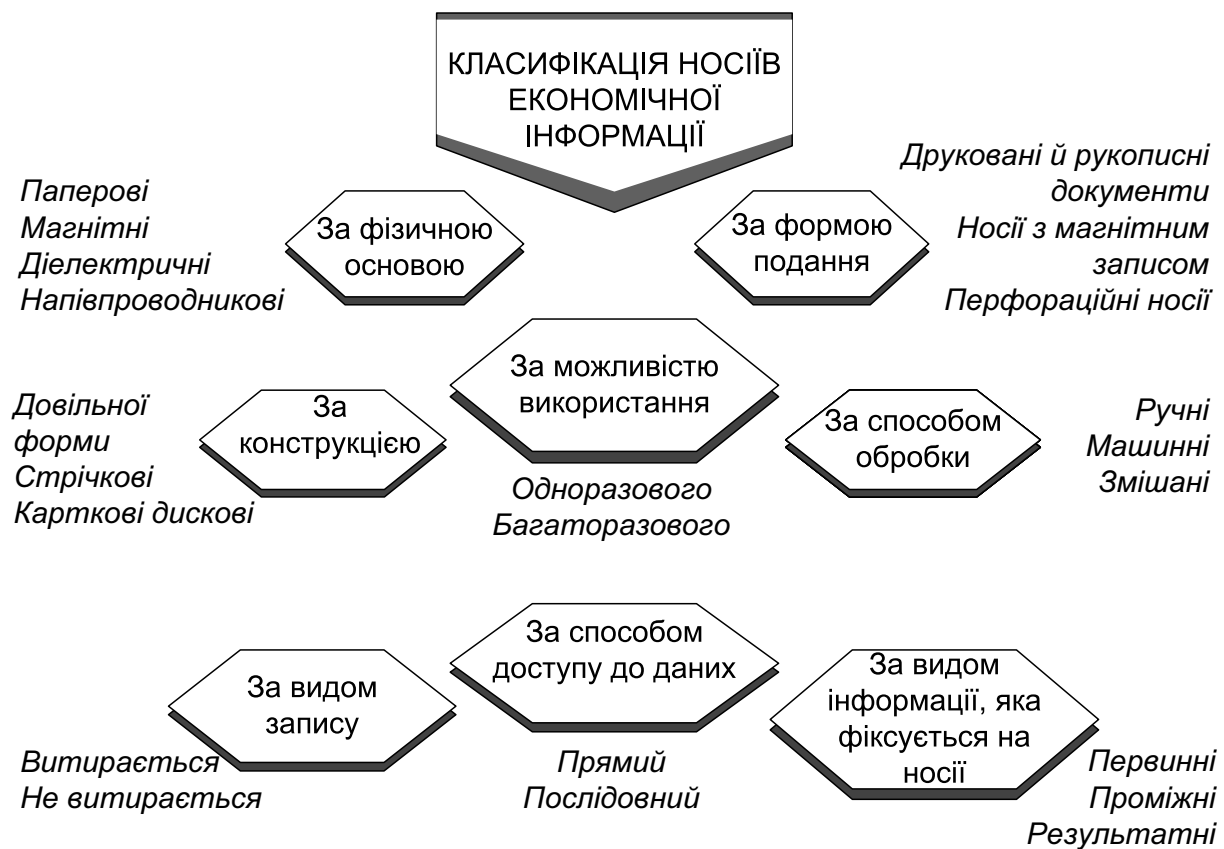 КЛАСИФІКАЦІЯ НОСІЇВ
ЕКОНОМІЧНОЇ
ІНФОРМАЦІЇ
Паперові
Магнітні
Діелектричні
Напівпроводникові
За фізичною
основою
За формою
подання
Друковані й рукописні
документи
Носії з магнітним
записом
Перфораційні носії
Довільної
форми
Стрічкові
Карткові дискові
За
конструкцією
За можливістю
використання
Одноразового
Багаторазового
За способом
обробки
Ручні
Машинні
Змішані
За видом
запису
Витирається
Не витирається
За способом
доступу до даних
Прямий
Послідовний
За видом
інформації, яка
фіксується на
носії
Первинні
Проміжні
Результатні